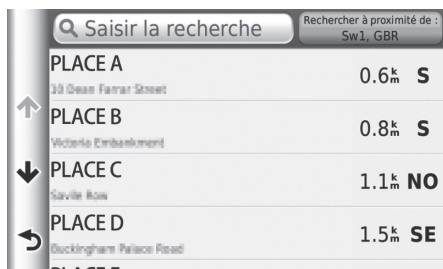 Saisir la recherche
Rechercher à proximité de :
Sw1, GBR
PLACE A
0.6km S
10 Dean Farrar Street
PLACE B
0.8km S
Victoria Embankment
PLACE C
1.1km NO
Savile Row
PLACE D
1.5km SE
Buckingham Palace Road